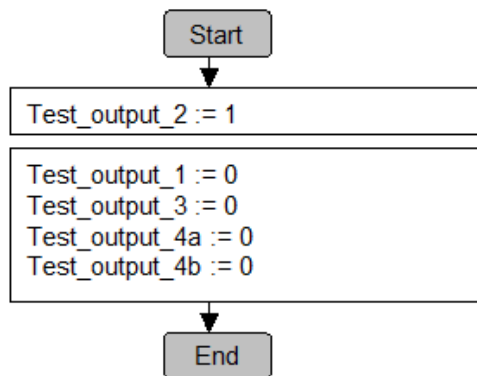 Start
Test_output_2 := 1
Test_output_1 := 0
Test_output_3 := 0
Test_output_4a := 0
Test_output_4b := 0
End